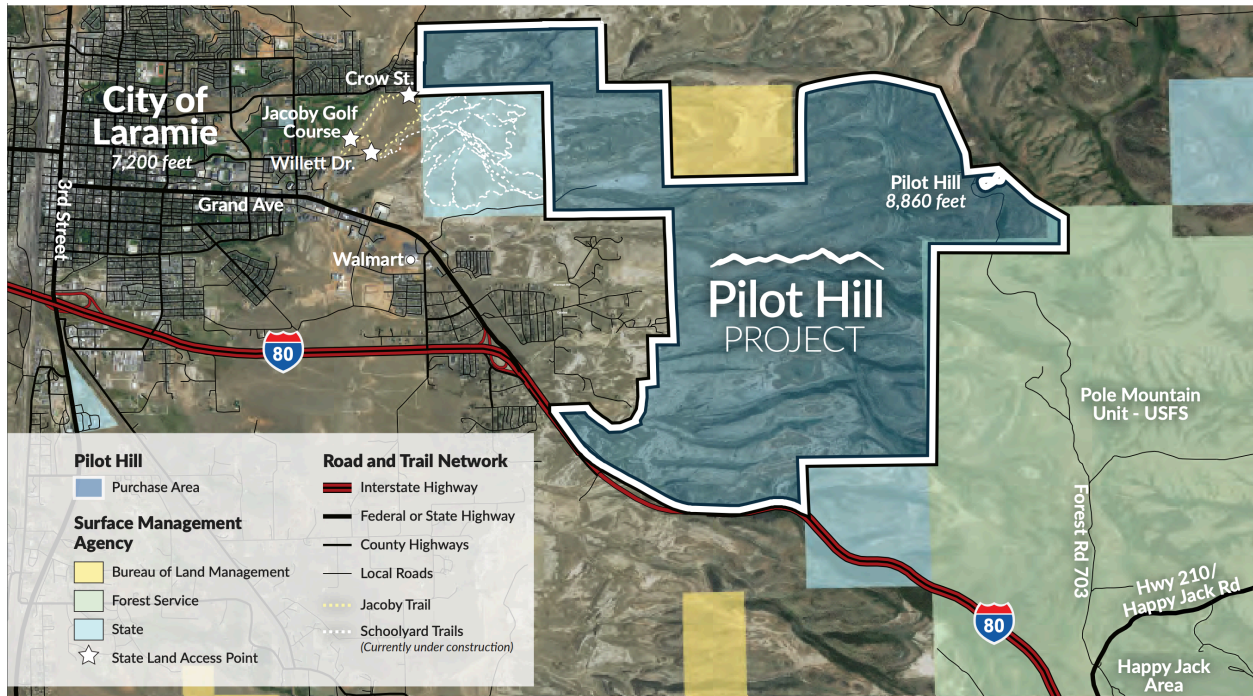 Crow St.
City of
Laramie
7,200 feet
Jacoby Golf
Course
Willett Dr.
3rd Street
Grand Ave
Walmart
80
Pilot Hill
8,860 feet
Pilot Hill
PROJECT
Pole Mountain
Unit - USFS
Forest Rd 703
Hwy 210/
Happy Jack Rd
80
Happy Jack
Area
Pilot Hill
Purchase Area
Surface Management
Agency
Bureau of Land Management
Forest Service
State
State Land Access Point
Road and Trail Network
Interstate Highway
Federal or State Highway
County Highways
Local Roads
Jacoby Trail
Schoolyard Trails
(Currently under construction)